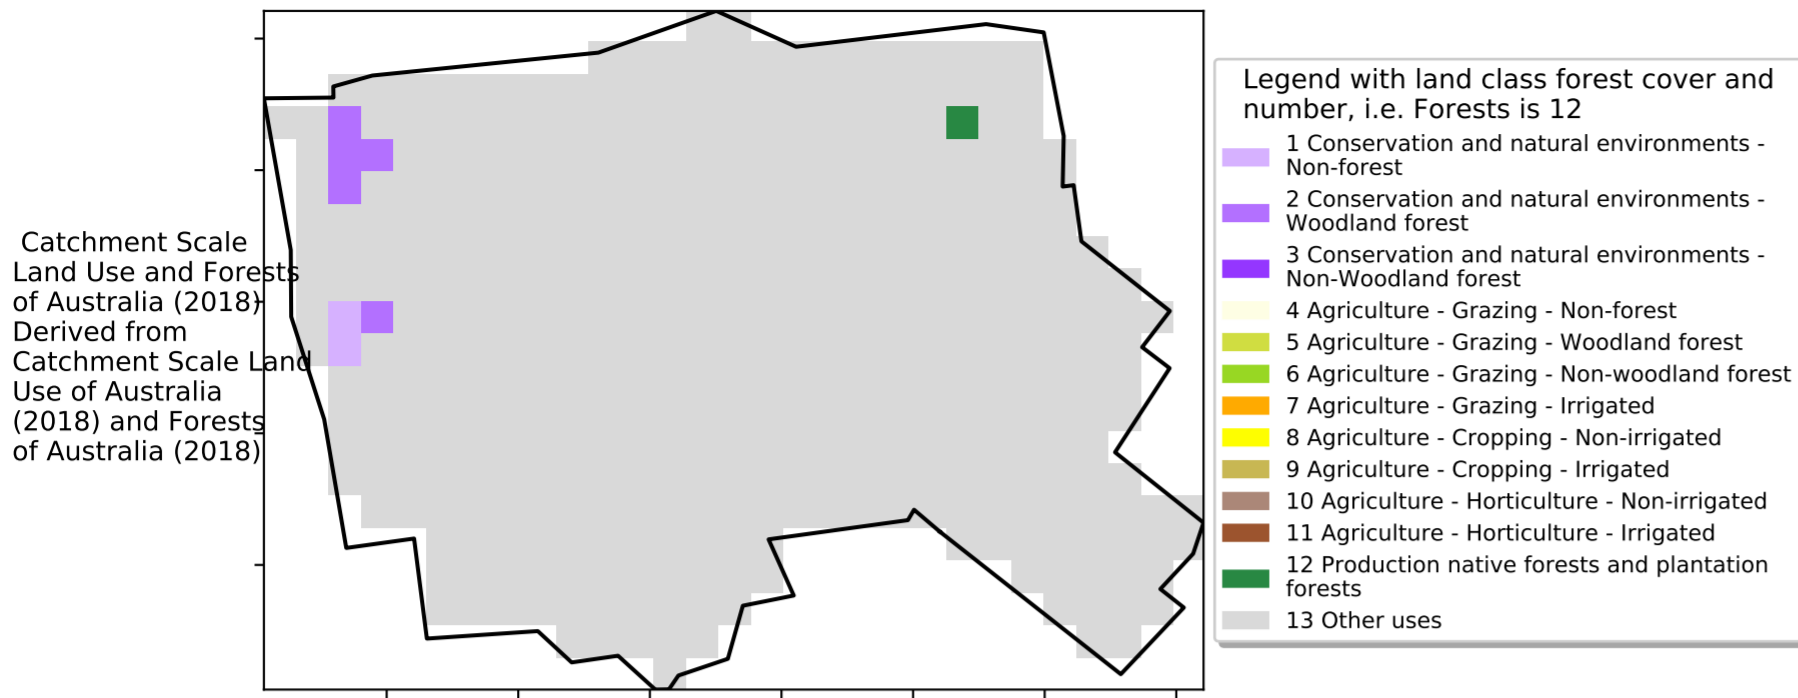 Catchment Scale
Land Use and Forests
of Australia (2018)
Derived from
Catchment Scale Land
Use of Australia
(2018) and Forests
of Australia (2018)
Legend with land class forest cover and
number, i.e. Forests is 12
1 Conservation and natural environments -
Non-forest
2 Conservation and natural environments -
Woodland forest
3 Conservation and natural environments -
Non-Woodland forest
4 Agriculture - Grazing - Non-forest
5 Agriculture - Grazing - Woodland forest
6 Agriculture - Grazing - Non-woodland forest
7 Agriculture - Grazing - Irrigated
8 Agriculture - Cropping - Non-irrigated
9 Agriculture - Cropping - Irrigated
10 Agriculture - Horticulture - Non-irrigated
11 Agriculture - Horticulture - Irrigated
12 Production native forests and plantation
forests
13 Other uses